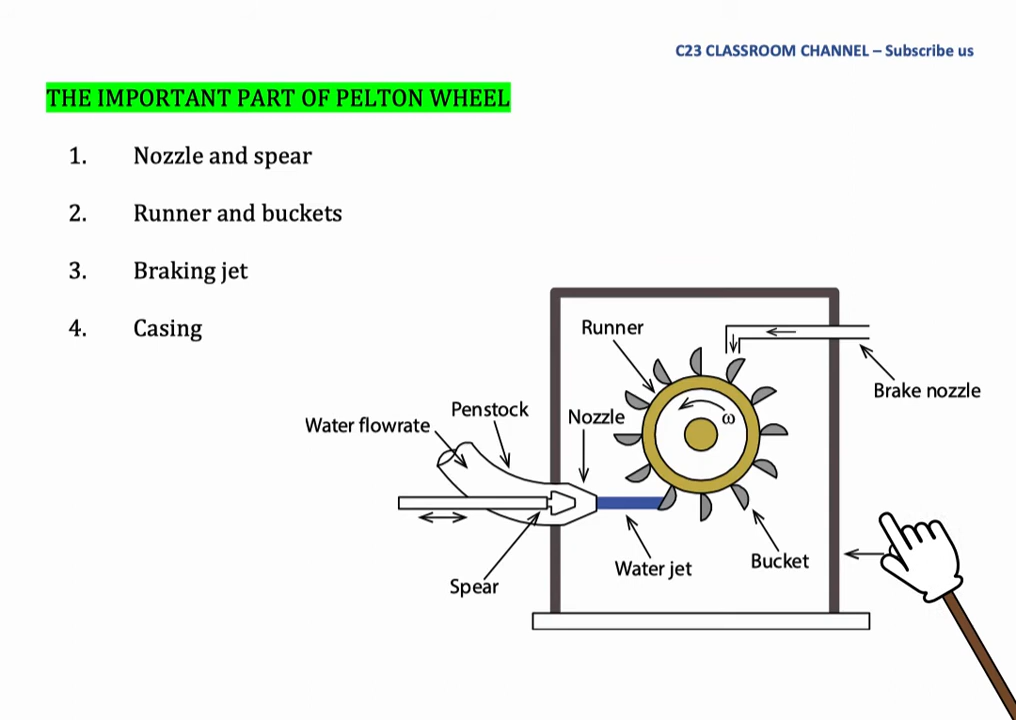 C23 CLASSROOM CHANNEL – Subscribe us
THE IMPORTANT PART OF PELTON WHEEL
1. Nozzle and spear
2. Runner and buckets
3. Braking jet
4. Casing
Runner
Brake nozzle
Penstock
Nozzle
ω
Water flowrate
Bucket
Water jet
Spear